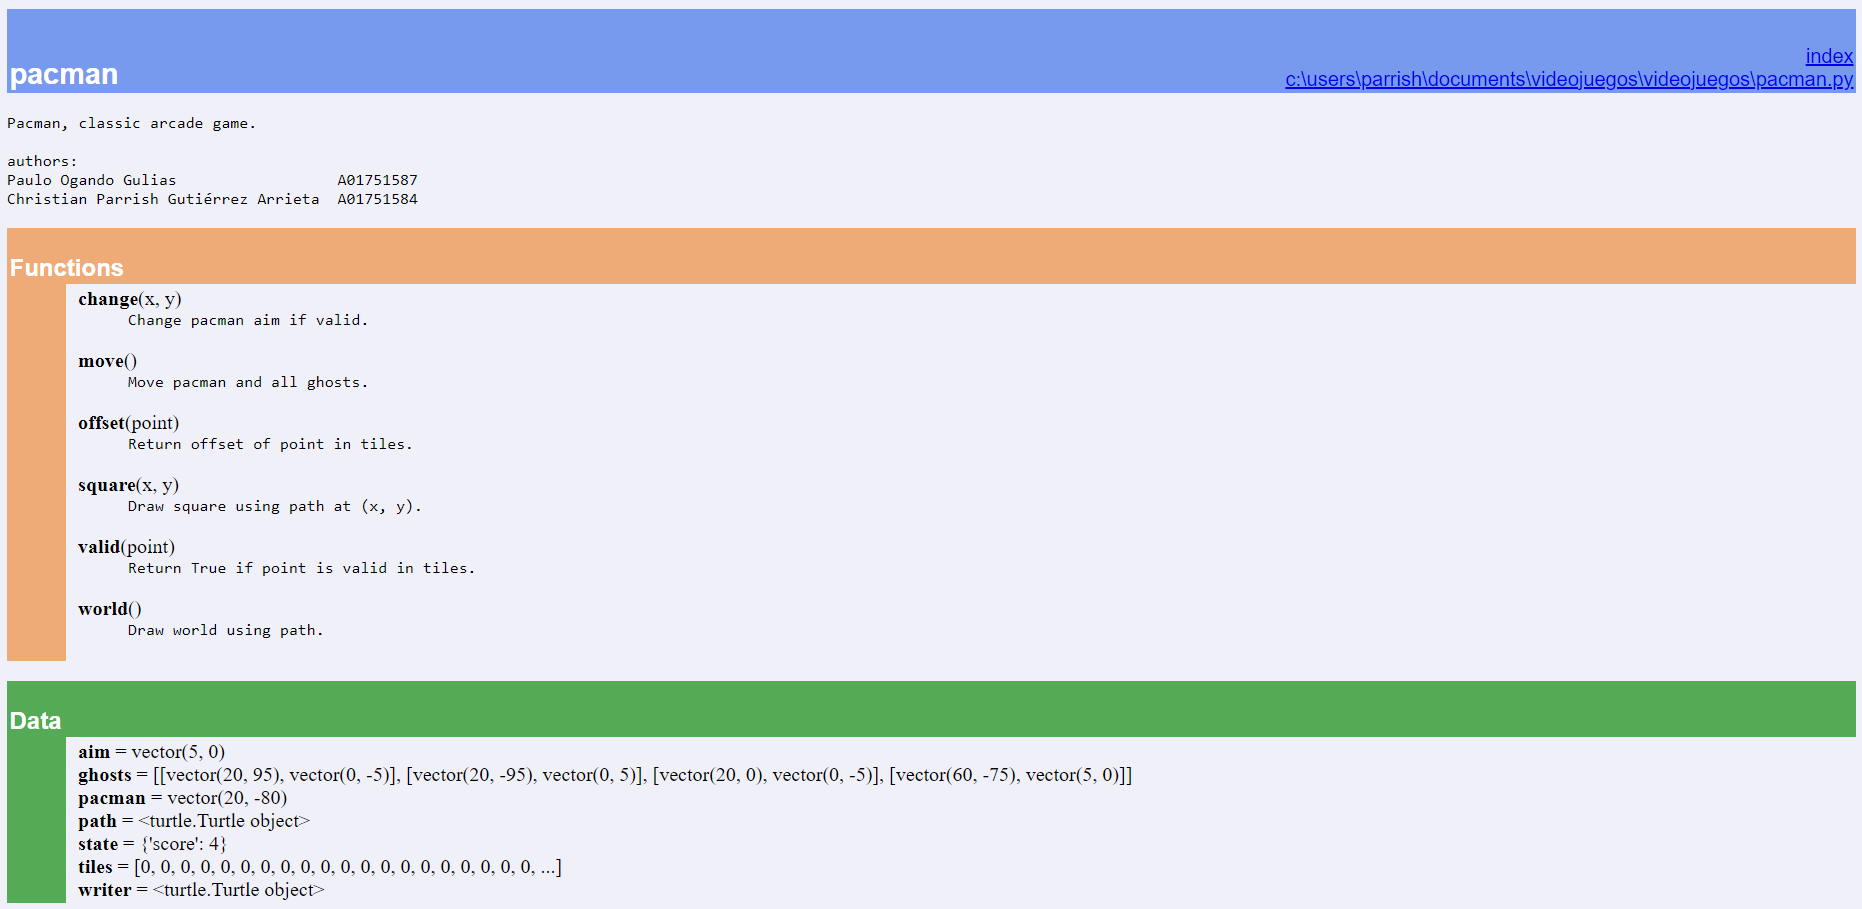 pacman
index
c:\users\parrish\documents\videojuegos\videojuegos\pacman.py
Pacman, classic arcade game.
authors:
Paulo Ogando Gulias                  A01751587
Christian Parrish Gutiérrez Arrieta  A01751584
Functions
change(x, y)
Change pacman aim if valid.
move()
Move pacman and all ghosts.
offset(point)
Return offset of point in tiles.
square(x, y)
Draw square using path at (x, y).
valid(point)
Return True if point is valid in tiles.
world()
Draw world using path.
Data
aim = vector(5, 0)
ghosts = [[vector(20, 95), vector(0, -5)], [vector(20, -95), vector(0, 5)], [vector(20, 0), vector(0, -5)], [vector(60, -75), vector(5, 0)]]
pacman = vector(20, -80)
path = <turtle.Turtle object>
state = {'score': 4}
tiles = [0, 0, 0, 0, 0, 0, 0, 0, 0, 0, 0, 0, 0, 0, 0, 0, 0, 0, 0, 0, ...]
writer = <turtle.Turtle object>